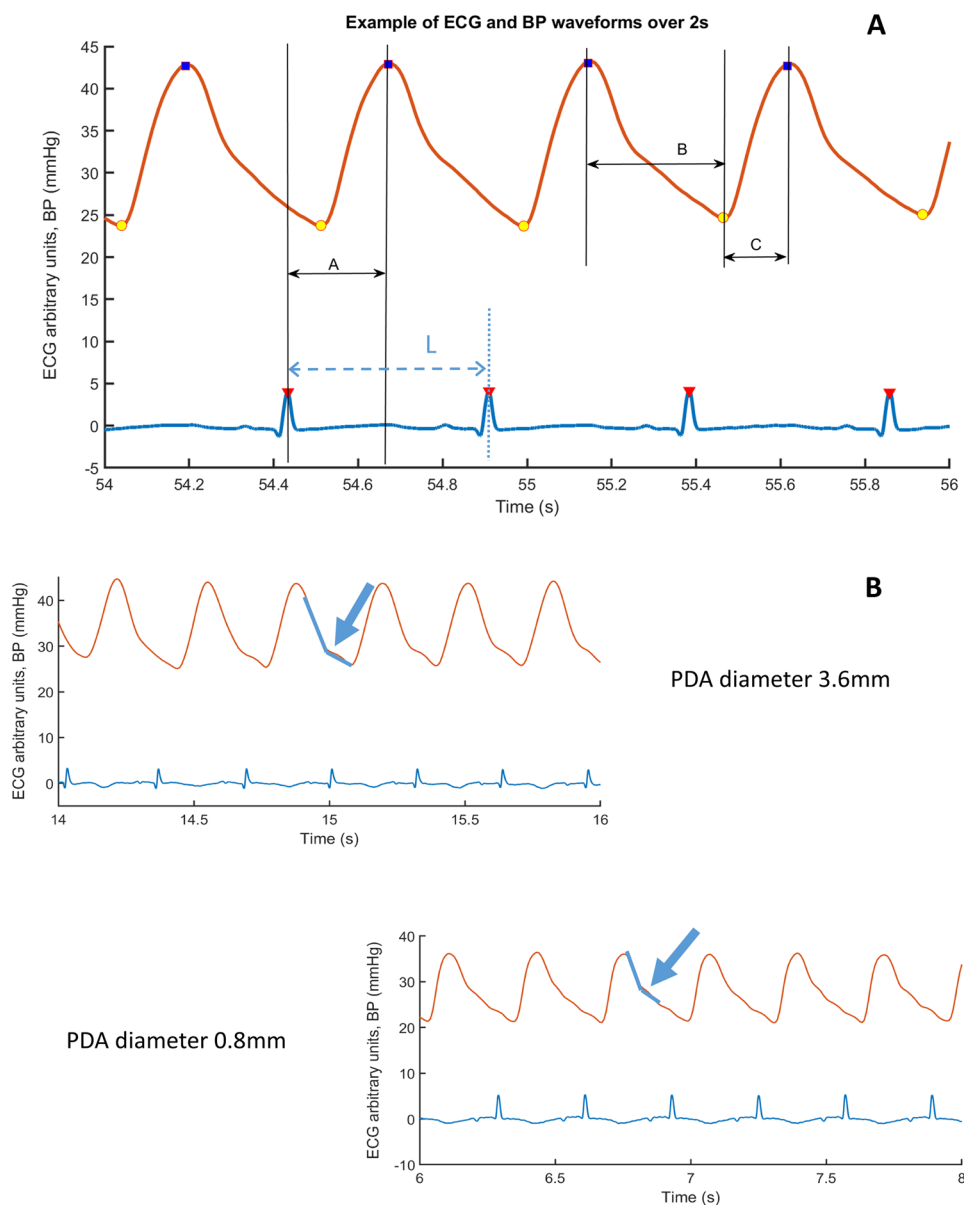 Example of ECG and BP waveforms over 2s
A
ECG arbitrary units, BP (mmHg)
45
40
35
30
25
20
15
10
5
0
-5
B
C
A
L
54
54.2
54.4
54.6
54.8
55
55.2
55.4
55.6
55.8
56
Time (s)
B
ECG arbitrary units, BP (mmHg)
40
30
20
10
0
14
14.5
15
15.5
16
Time (s)
PDA diameter 3.6mm
PDA diameter 0.8mm
ECG arbitrary units, BP (mmHg)
40
30
20
10
0
-10
6
6.5
7
7.5
8
Time (s)